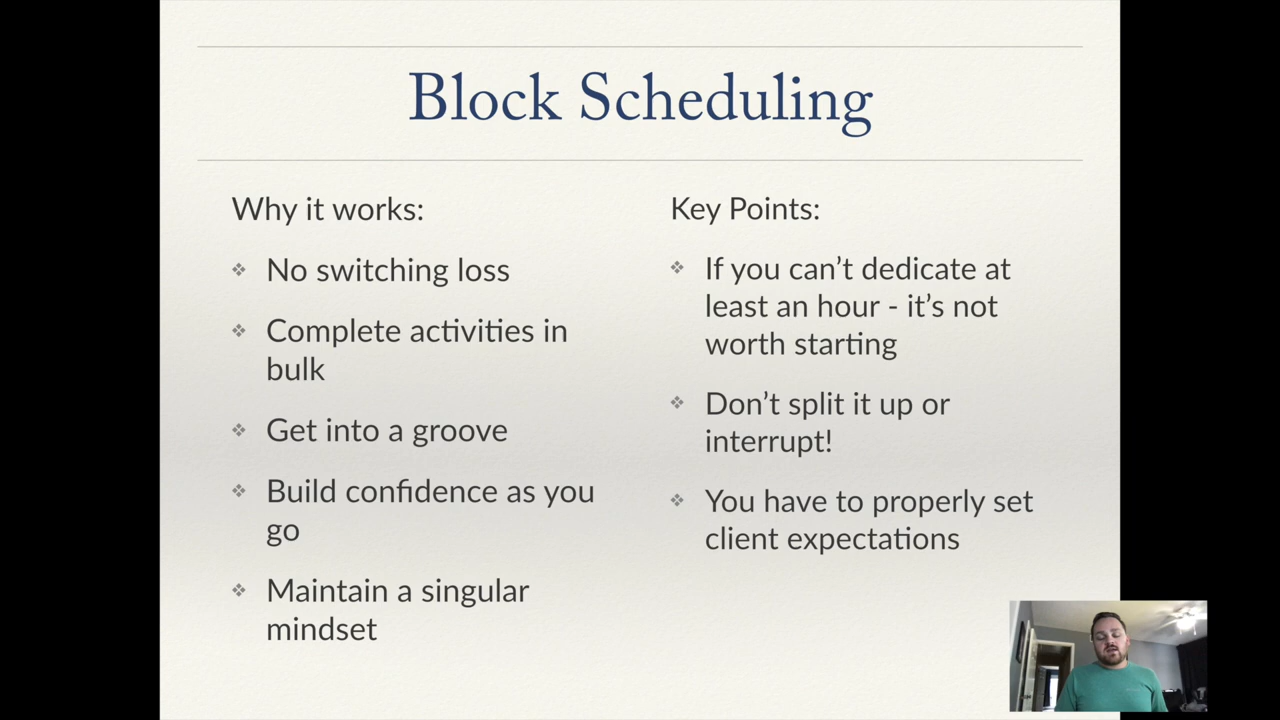 Block Scheduling
Why it works:
No switching loss
Complete activities in
bulk
Get into a groove
Build confidence as you
go
Maintain a singular
mindset
Key Points:
If you can’t dedicate at
least an hour - it’s not
worth starting
Don’t split it up or
interrupt!
You have to properly set
client expectations